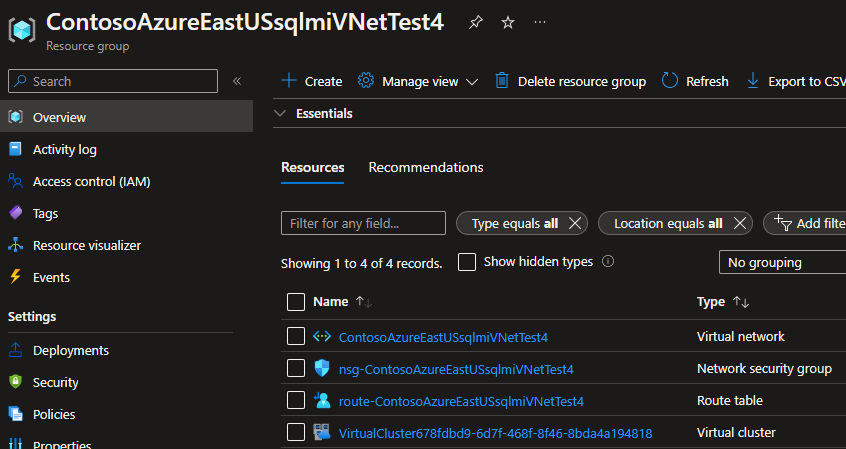 ContosoAzureEastUSsqlmiVNetTest4
Resource group
Search
Overview
Activity log
Access control (IAM)
Tags
Resource visualizer
Events
Settings
Deployments
Security
Policies
Properties
Create Manage view Delete resource group Refresh Export to CSV
Essentials
Resources Recommendations
Filter for any field... Type equals all Location equals all Add filte
Showing 1 to 4 of 4 records. Show hidden types No grouping
Name Type
ContosoAzureEastUSsqlmiVNetTest4 Virtual network
nsg-ContosoAzureEastUSsqlmiVNetTest4 Network security group
route-ContosoAzureEastUSsqlmiVNetTest4 Route table
VirtualCluster678fdbd9-6d7f-468f-8f46-8bda4a194818 Virtual cluster